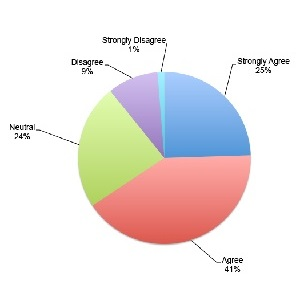 Strongly Disagree
1%
Strongly Agree
25%
Disagree
9%
Neutral
24%
Agree
41%